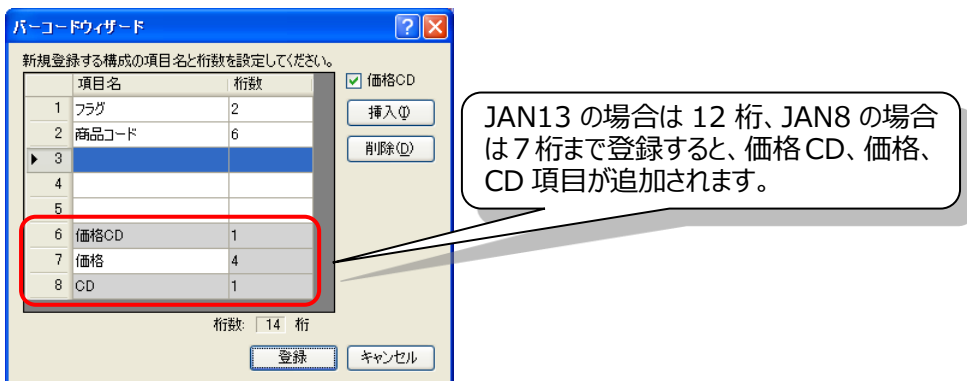 バーコードウィザード
新規登録する構成の項目名と桁数を設定してください。
項目名 桁数
1 フラグ 2
2 商品コード 6
3
4
5
6 価格CD 1
7 価格 4
8 CD 1
価格CD
挿入(I)
削除(D)
桁数: 14 桁
登録 キャンセル
JAN13 の場合は 12 桁、JAN8 の場合
は7桁まで登録すると、価格CD、価格、
CD 項目が追加されます。